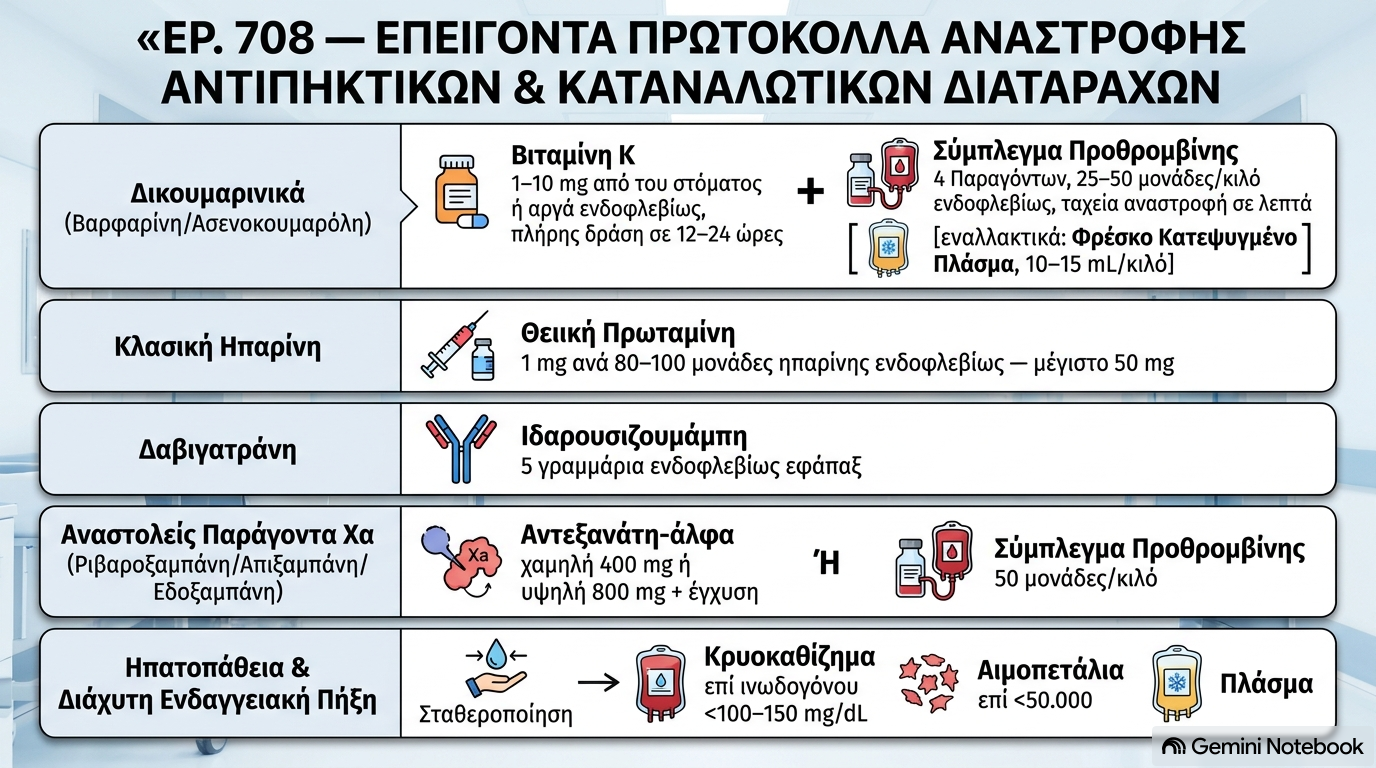 «ΕΡ. 708 — ΕΠΕΙΓΟΝΤΑ ΠΡΩΤΟΚΟΛΛΑ ΑΝΑΣΤΡΟΦΗΣ
ΑΝΤΙΠΗΚΤΙΚΩΝ & ΚΑΤΑΝΑΛΩΤΙΚΩΝ ΔΙΑΤΑΡΑΧΩΝ
Δικουμαρινικά
(Βαρφαρίνη/Ασενοκουμαρόλη)
Βιταμίνη Κ
1–10 mg από του στόματος
ή αργά ενδοφλεβίως,
πλήρης δράση σε 12–24 ώρες
+
Σύμπλεγμα Προθρομβίνης
4 Παραγόντων, 25–50 μονάδες/κιλό
ενδοφλεβίως, ταχεία αναστροφή σε λεπτά
[εναλλακτικά: Φρέσκο Κατεψυγμένο
Πλάσμα, 10–15 mL/κιλό]
Κλασική Ηπαρίνη
Θειική Πρωταμίνη
1 mg ανά 80–100 μονάδες ηπαρίνης ενδοφλεβίως — μέγιστο 50 mg
Δαβιγατράνη
Ιδαρουσιζουμάμπη
5 γραμμάρια ενδοφλεβίως εφάπαξ
Αναστολείς Παράγοντα Χα
(Ριβαροξαμπάνη/Απιξαμπάνη/
Εδοξαμπάνη)
Xa
Αντεξανάτη-άλφα
χαμηλή 400 mg ή
υψηλή 800 mg + έγχυση
Ή
Σύμπλεγμα Προθρομβίνης
50 μονάδες/κιλό
Ηπατοπάθεια &
Διάχυτη Ενδαγγειακή Πήξη
Σταθεροποίηση
Κρυοκαθίζημα
επί ινωδογόνου
<100–150 mg/dL
Αιμοπετάλια
επί <50.000
Πλάσμα
Gemini Notebook